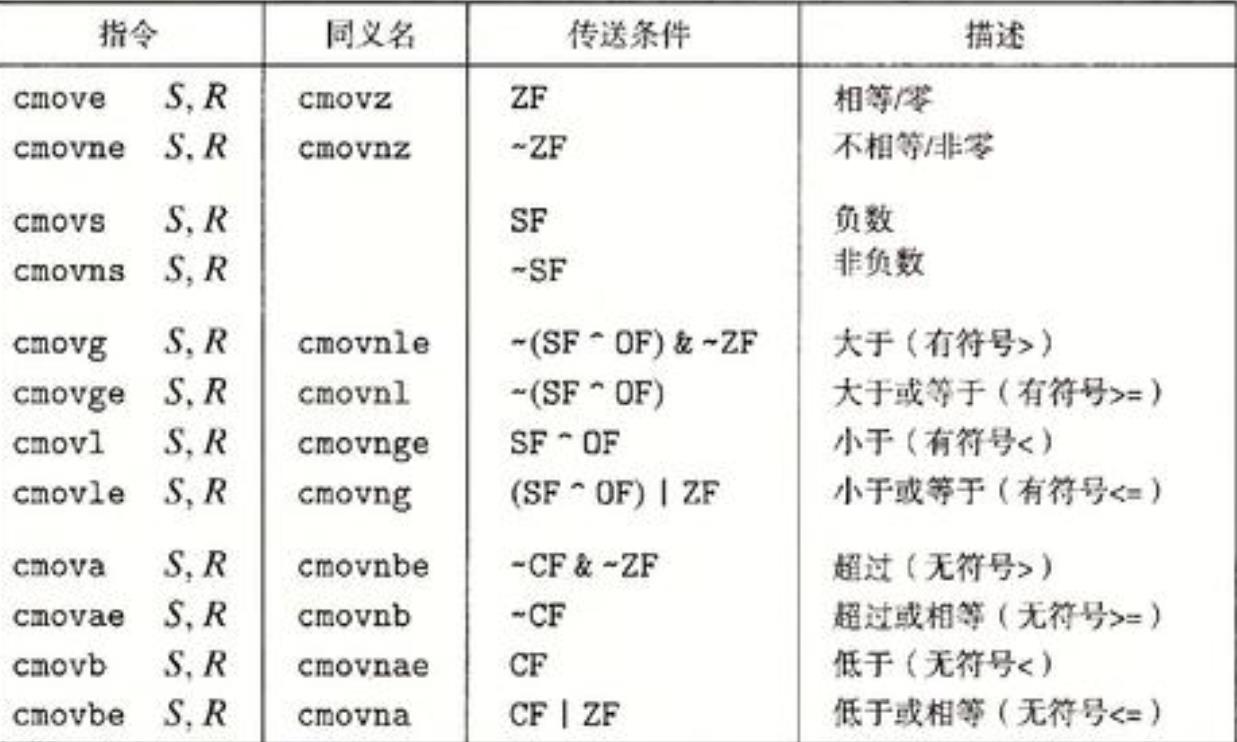 指令 同义名 传送条件 描述
cmove S, R cmovz ZF 相等/零
cmovne S, R cmovnz ~ZF 不相等/非零
cmovs S, R SF 负数
cmovns S, R ~SF 非负数
cmovg S, R cmovnle ~(SF ^ OF) & ~ZF 大于（有符号>）
cmovge S, R cmovnl ~(SF ^ OF) 大于或等于（有符号>=）
cmovl S, R cmovnge SF ^ OF 小于（有符号<）
cmovle S, R cmovng (SF ^ OF) | ZF 小于或等于（有符号<=）
cmova S, R cmovnbe ~CF & ~ZF 超过（无符号>）
cmovae S, R cmovnb ~CF 超过或相等（无符号>=）
cmovb S, R cmovnae CF 低于（无符号<）
cmovbe S, R cmovna CF | ZF 低于或相等（无符号<=）